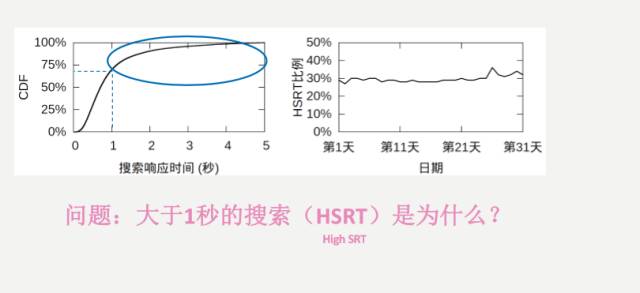 100%
75%
50%
25%
0%
CDF
0 1 2 3 4 5
搜索响应时间 (秒)
50%
40%
30%
20%
10%
0%
HSRT比例
第1天 第11天 第21天 第31天
日期
问题：大于1秒的搜索（HSRT）是为什么？
High SRT